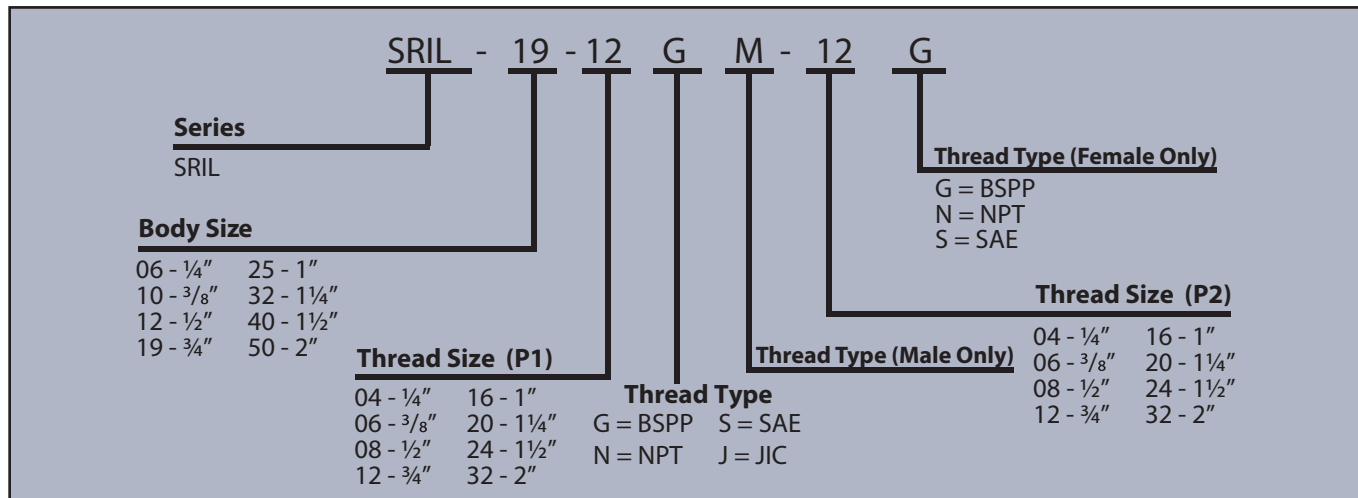 SRIL - 19 - 12 G M - 12 G
Series
SRIL
Thread Type (Female Only)
G = BSPP
N = NPT
S = SAE
Body Size
06 - ¼" 25 - 1"
10 - ³/₈" 32 - 1¼"
12 - ½" 40 - 1½"
19 - ¾" 50 - 2"
Thread Size (P2)
04 - ¼" 16 - 1"
06 - ³/₈" 20 - 1¼"
08 - ½" 24 - 1½"
12 - ¾" 32 - 2"
Thread Size (P1)
04 - ¼" 16 - 1"
06 - ³/₈" 20 - 1¼"
08 - ½" 24 - 1½"
12 - ¾" 32 - 2"
Thread Type (Male Only)
Thread Type
G = BSPP S = SAE
N = NPT J = JIC